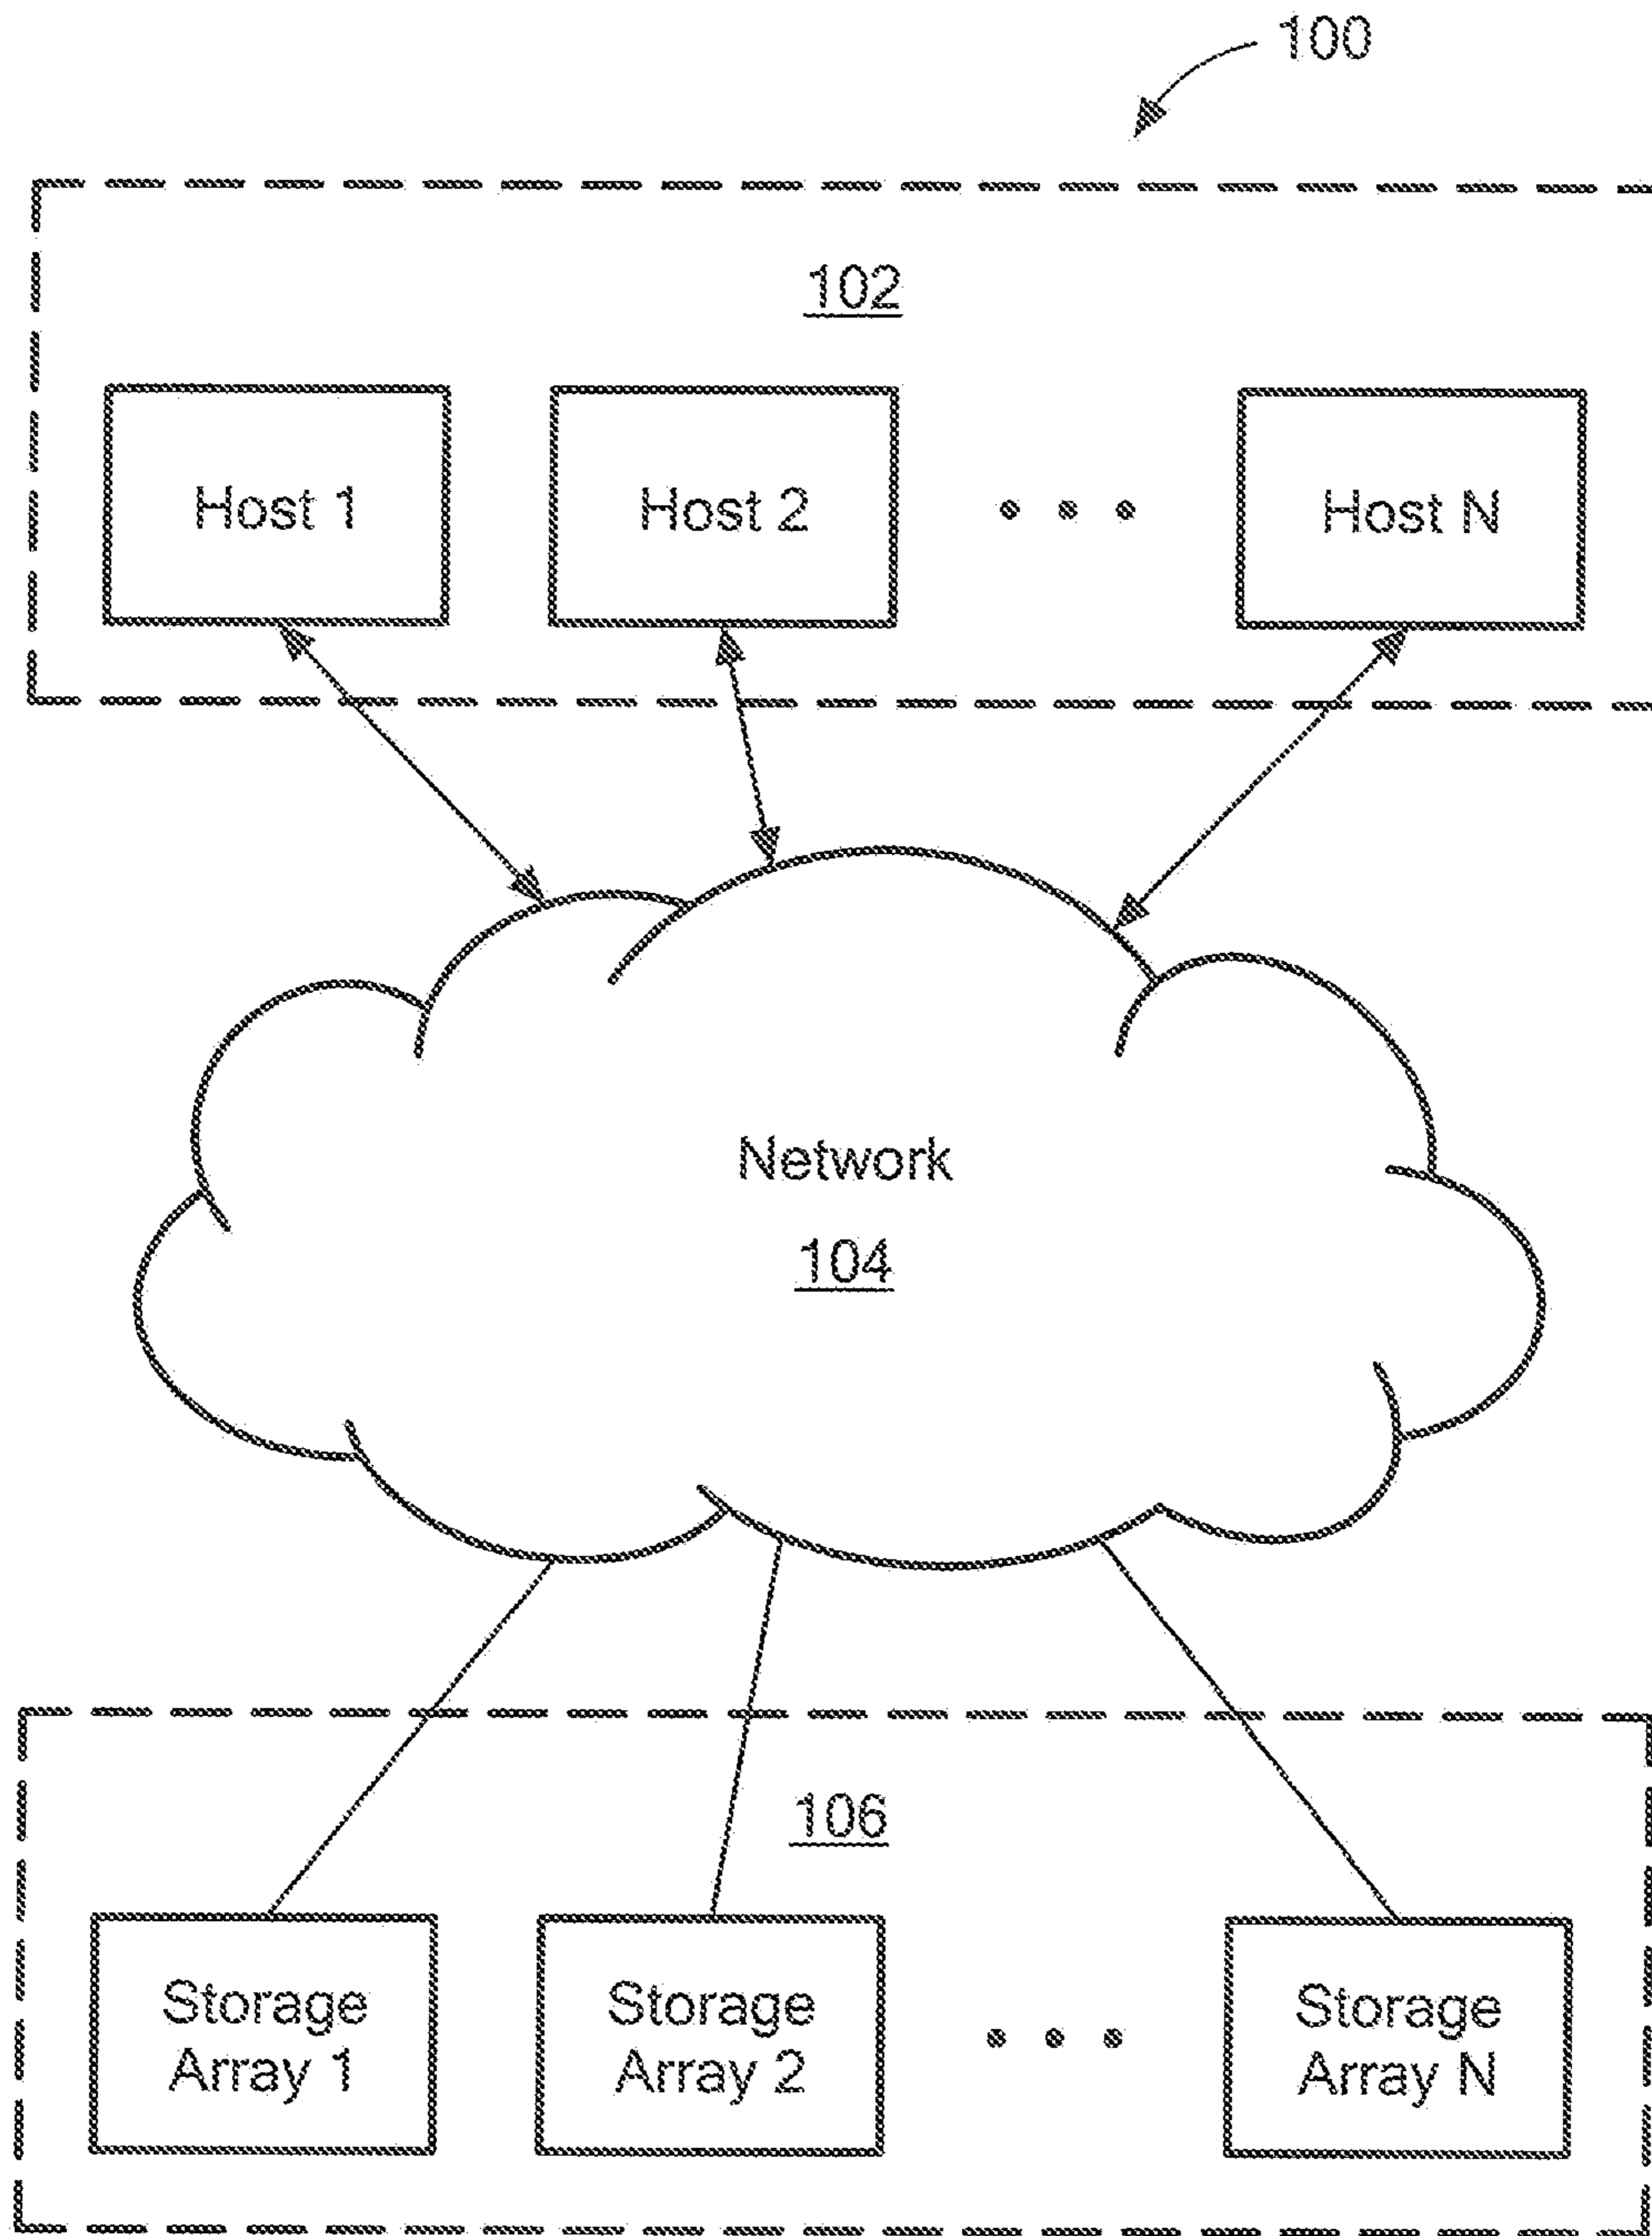 100
102
Host 1
Host 2
Host N
Network
104
106
Storage
Array 1
Storage
Array 2
Storage
Array N